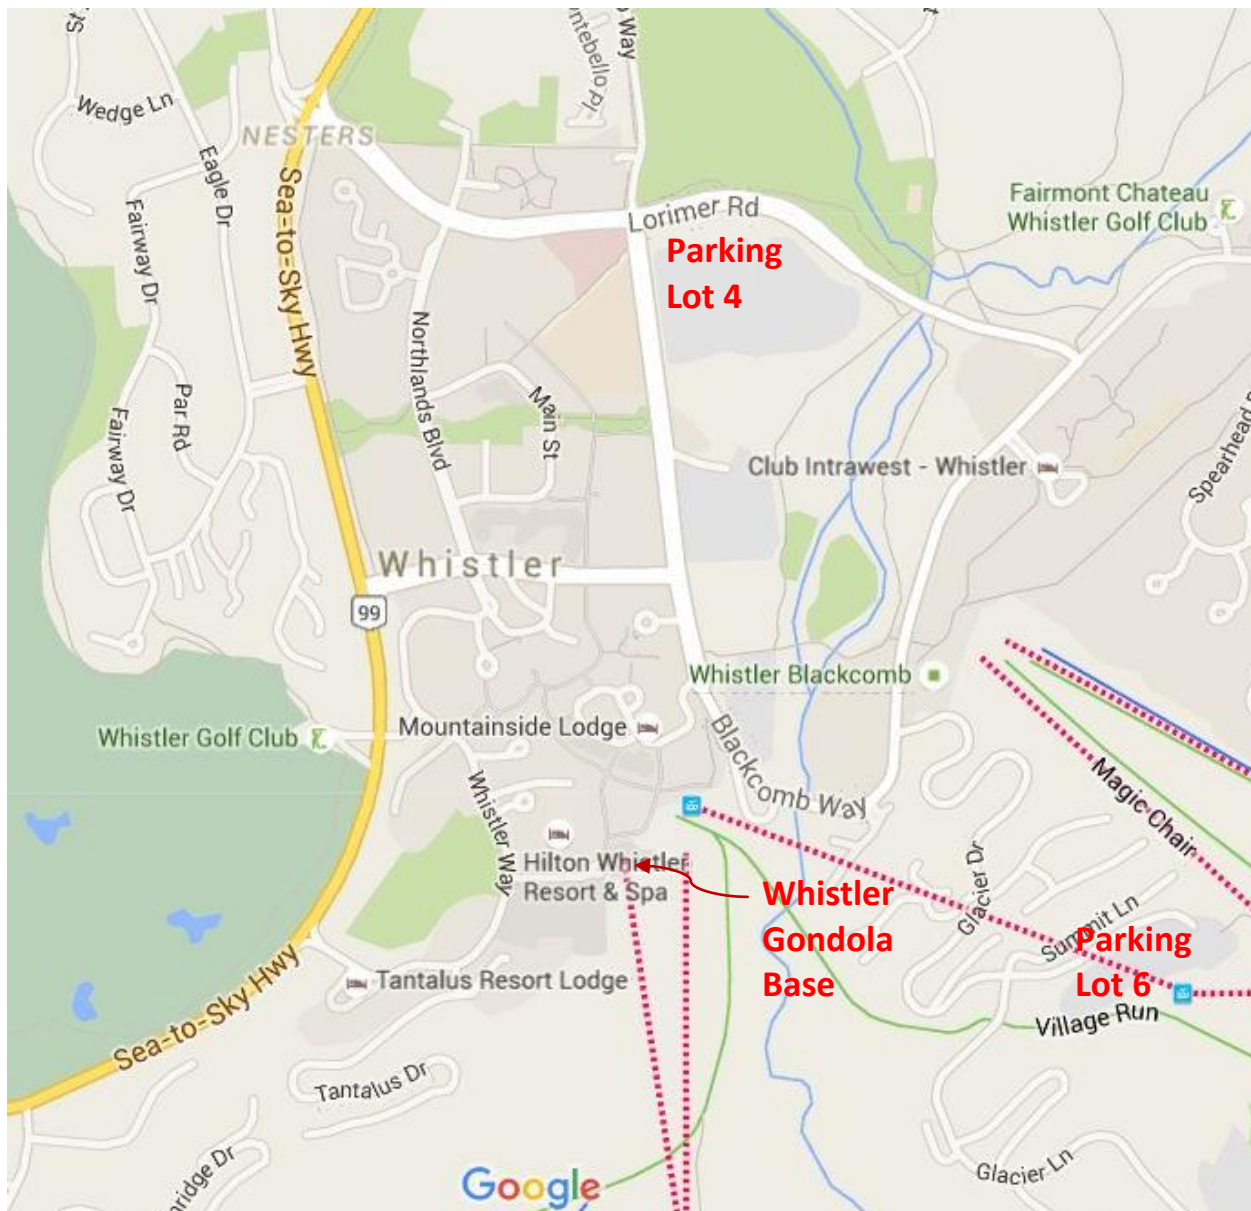 St
Wedge Ln
NESTERS
Eagle Dr
Fairway Dr
Par Rd
Fairway Dr
Sea-to-Sky Hwy
Northlands Blvd
Main St
Way
Lorimer Rd
Parking
Lot 4
Fairmont Chateau
Whistler Golf Club
Club Intrawest - Whistler
Whistler
99
Whistler Blackcomb
Whistler Golf Club
Mountainside Lodge
Blackcomb Way
Magic Chair
Whistler Way
Hilton Whistler
Resort & Spa
Whistler
Gondola
Base
Glacier Dr
Summit Ln
Parking
Lot 6
Village Run
Tantalus Resort Lodge
Sea-to-Sky Hwy
Tantalus Dr
Glacier Ln
Google